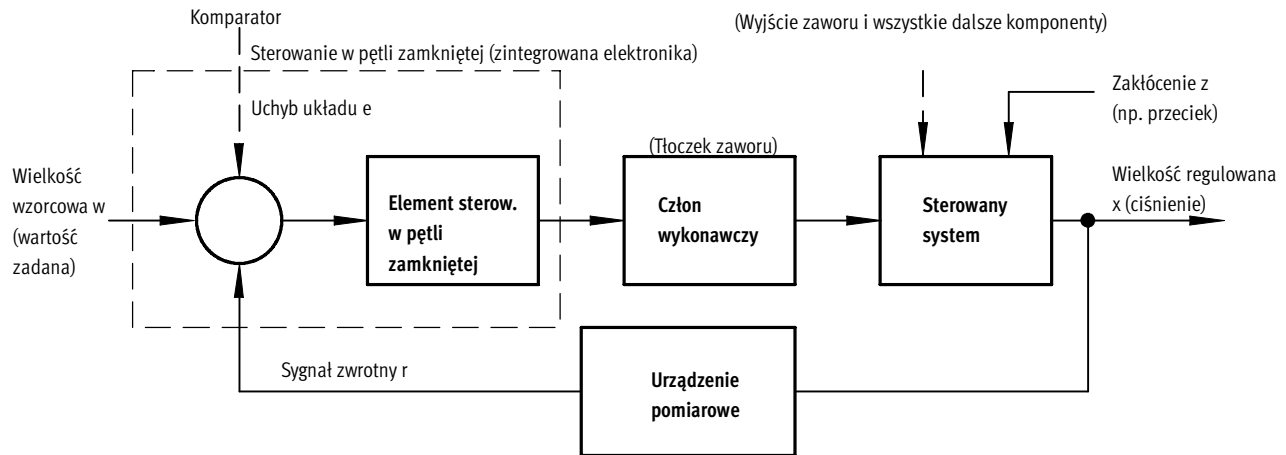 Komparator
(Wyjście zaworu i wszystkie dalsze komponenty)
Sterowanie w pętli zamkniętej (zintegrowana elektronika)
Uchyb układu e
Zakłócenie z
(np. przeciek)
(Tłoczek zaworu)
Wielkość
wzorcowa w
(wartość
zadana)
Element sterow.
w pętli
zamkniętej
Człon
wykonawczy
Sterowany
system
Wielkość regulowana
x (ciśnienie)
Sygnał zwrotny r
Urządzenie
pomiarowe